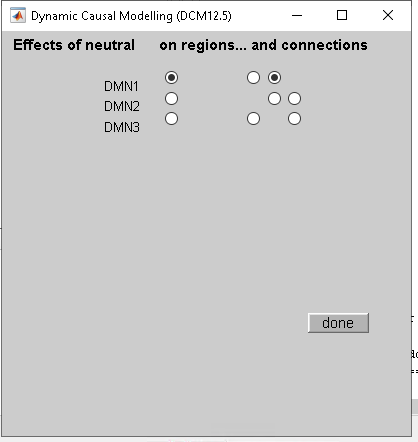 Dynamic Causal Modelling (DCM12.5)
Effects of neutral on regions... and connections
DMN1
DMN2
DMN3
done